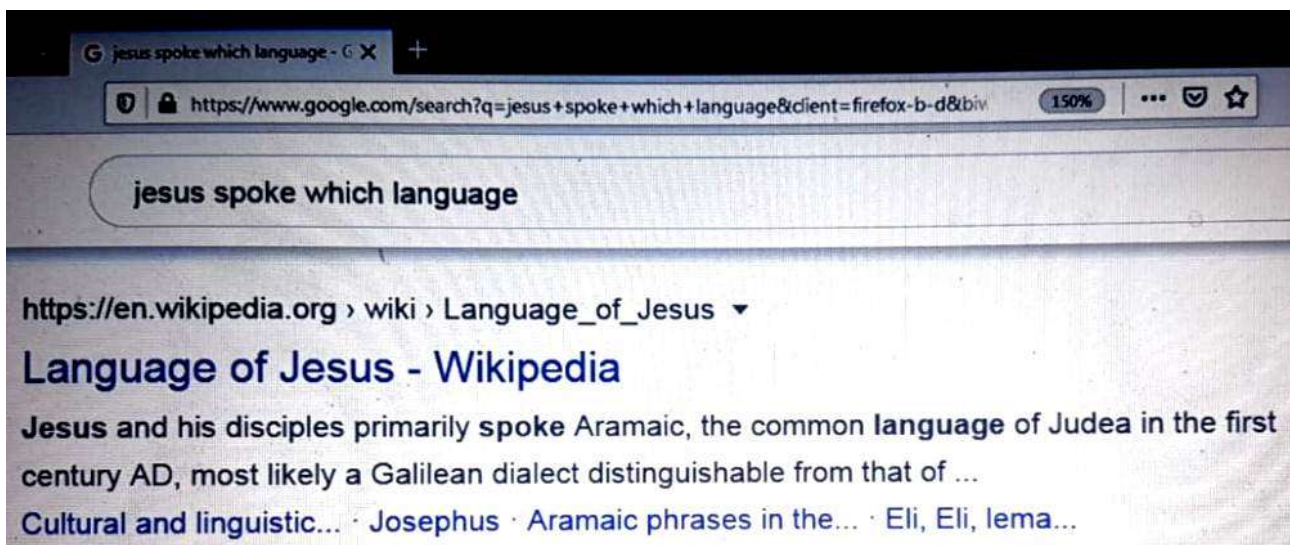 G jesus spoke which language - G X +
https://www.google.com/search?q=jesus+spoke+which+language&client=firefox-b-d&biw 150% ...
jesus spoke which language
https://en.wikipedia.org › wiki › Language_of_Jesus ▼
Language of Jesus - Wikipedia
Jesus and his disciples primarily spoke Aramaic, the common language of Judea in the first
century AD, most likely a Galilean dialect distinguishable from that of ...
Cultural and linguistic... · Josephus · Aramaic phrases in the... · Eli, Eli, lema...